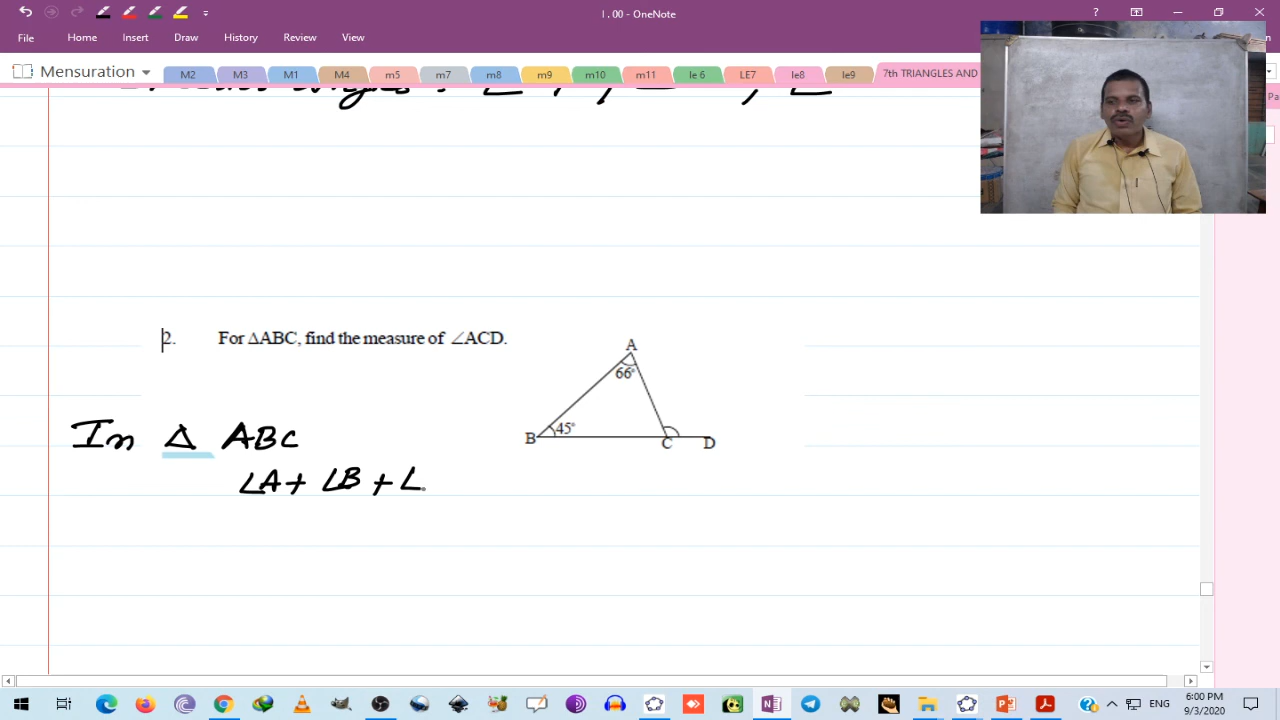 1.00 - OneNote
File Home Insert Draw History Review View
Mensuration M2 M3 M1 M4 m5 m7 m8 m9 m10 m11 le 6 LE7 le8 le9 7th TRIANGLES AND
2. For ΔABC, find the measure of ∠ACD.
A
66°
B 45° C D
In Δ ABC
∠A+ ∠B + ∠
6:00 PM
ENG
9/3/2020